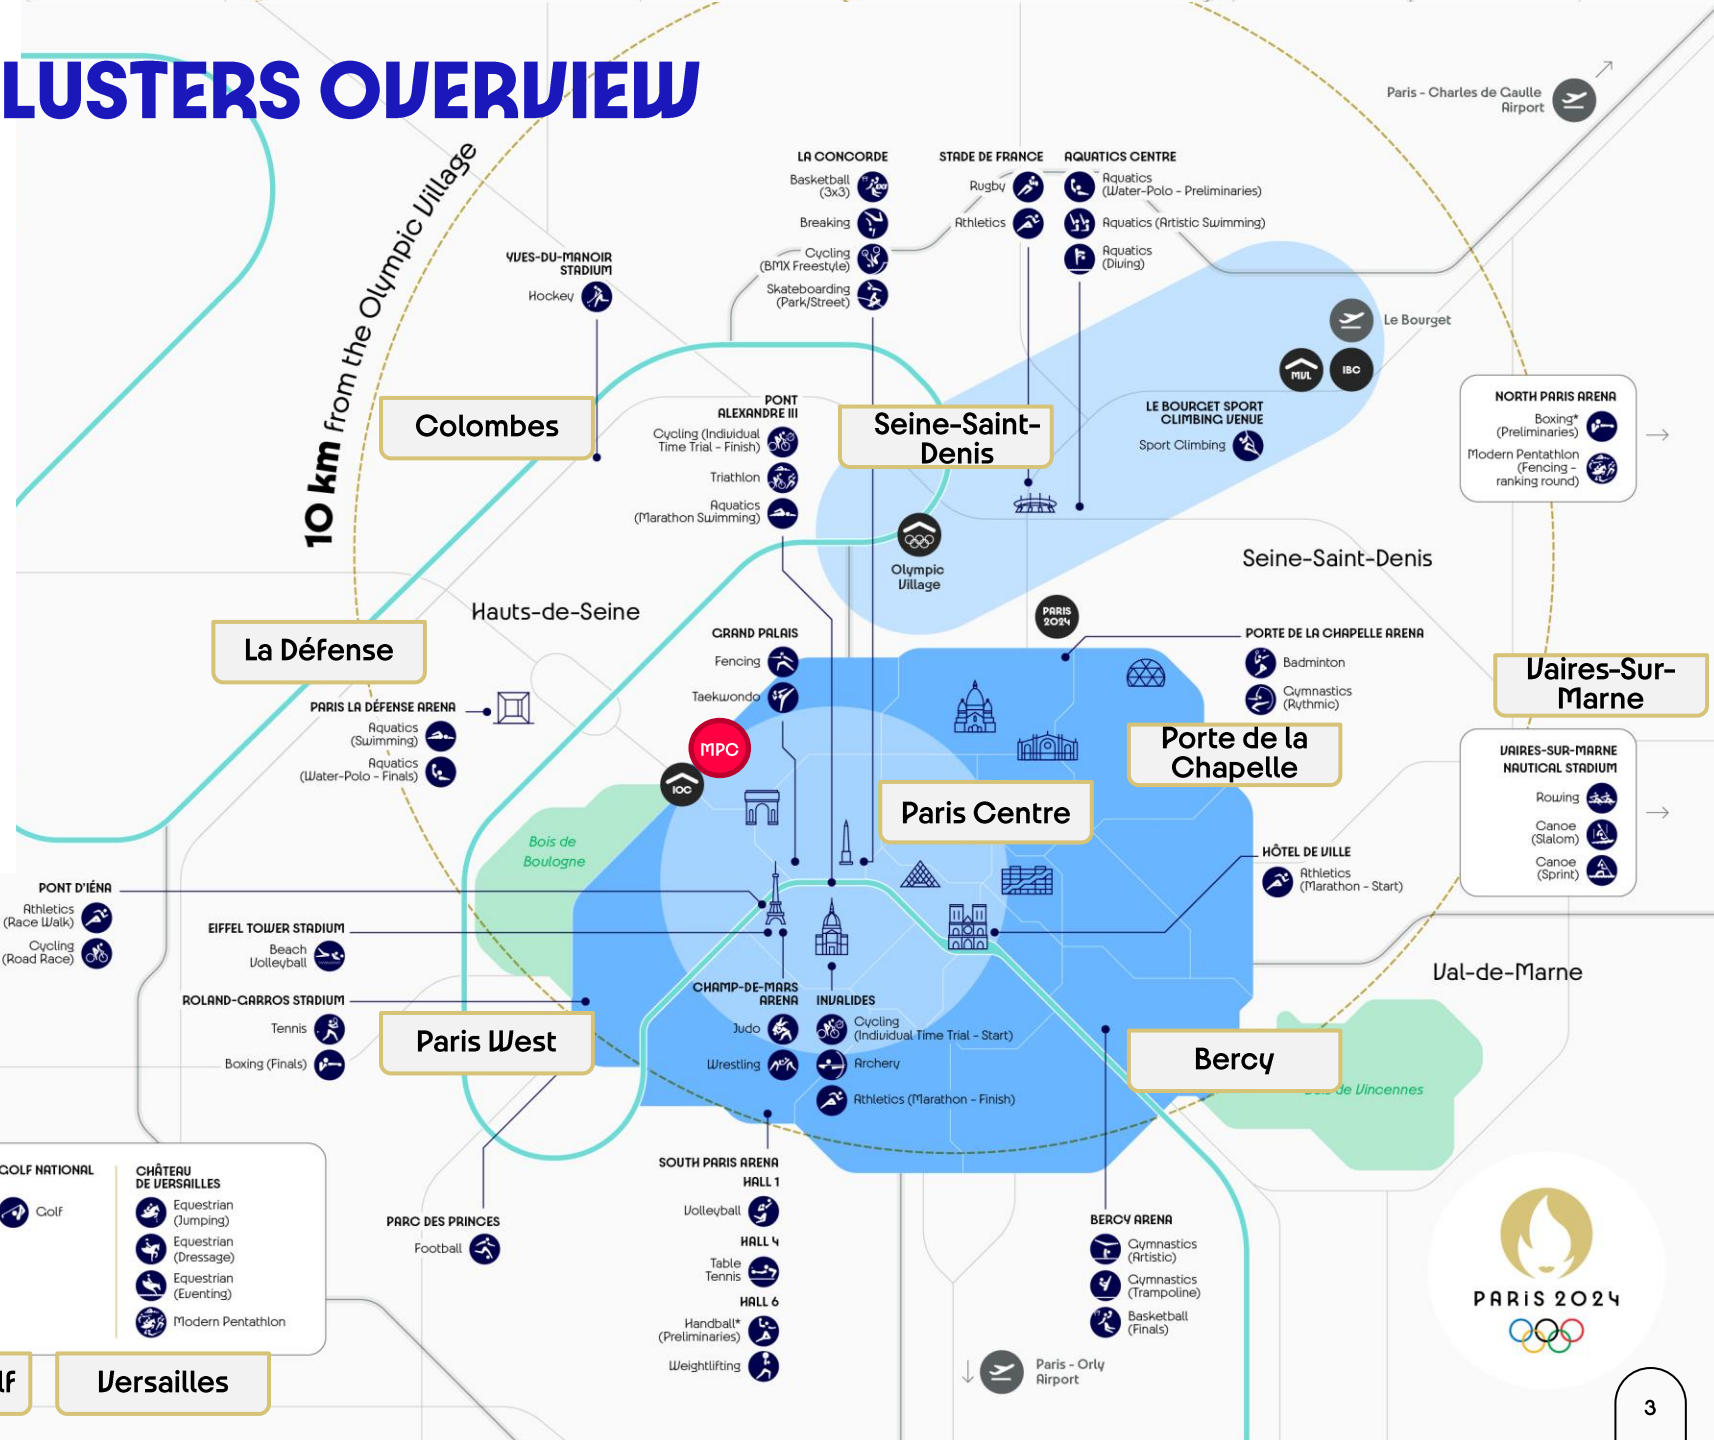 LUSTERS OVERVIEW
10 km from the Olympic Village
Paris - Charles de Gaulle
Airport
LA CONCORDE
Basketball
(3x3)
Breaking
Cycling
(BMX Freestyle)
Skateboarding
(Park/Street)
STADE DE FRANCE
Rugby
Athletics
AQUATICS CENTRE
Aquatics
(Water-Polo - Preliminaries)
Aquatics (Artistic Swimming)
Aquatics
(Diving)
YVES-DU-MANOIR
STADIUM
Hockey
Le Bourget
MVL
IBC
Colombes
PONT
ALEXANDRE III
Cycling (Individual
Time Trial - Finish)
Triathlon
Aquatics
(Marathon Swimming)
Seine-Saint-
Denis
LE BOURGET SPORT
CLIMBING VENUE
Sport Climbing
NORTH PARIS ARENA
Boxing*
(Preliminaries)
Modern Pentathlon
(Fencing -
ranking round)
Olympic
Village
Seine-Saint-Denis
Hauts-de-Seine
PARIS
2024
La Défense
GRAND PALAIS
Fencing
Taekwondo
PORTE DE LA CHAPELLE ARENA
Badminton
Gymnastics
(Rythmic)
Vaires-Sur-
Marne
PARIS LA DÉFENSE ARENA
Aquatics
(Swimming)
Aquatics
(Water-Polo - Finals)
MPC
IOC
Porte de la
Chapelle
VAIRES-SUR-MARNE
NAUTICAL STADIUM
Rowing
Canoe
(Slalom)
Canoe
(Sprint)
Paris Centre
Bois de
Boulogne
HÔTEL DE VILLE
Athletics
(Marathon - Start)
PONT D'IÉNA
Athletics
(Race Walk)
Cycling
(Road Race)
EIFFEL TOWER STADIUM
Beach
Volleyball
Val-de-Marne
ROLAND-GARROS STADIUM
Tennis
Boxing (Finals)
Paris West
CHAMP-DE-MARS
ARENA
Judo
Wrestling
INVALIDES
Cycling
(Individual Time Trial - Start)
Archery
Athletics (Marathon - Finish)
Bercy
de Vincennes
GOLF NATIONAL
Golf
CHÂTEAU
DE VERSAILLES
Equestrian
(Jumping)
Equestrian
(Dressage)
Equestrian
(Eventing)
Modern Pentathlon
PARC DES PRINCES
Football
SOUTH PARIS ARENA
HALL 1
Volleyball
HALL 4
Table
Tennis
HALL 6
Handball*
(Preliminaries)
Weightlifting
BERCY ARENA
Gymnastics
(Artistic)
Gymnastics
(Trampoline)
Basketball
(Finals)
Paris - Orly
Airport
PARIS 2024
lf
Versailles
3